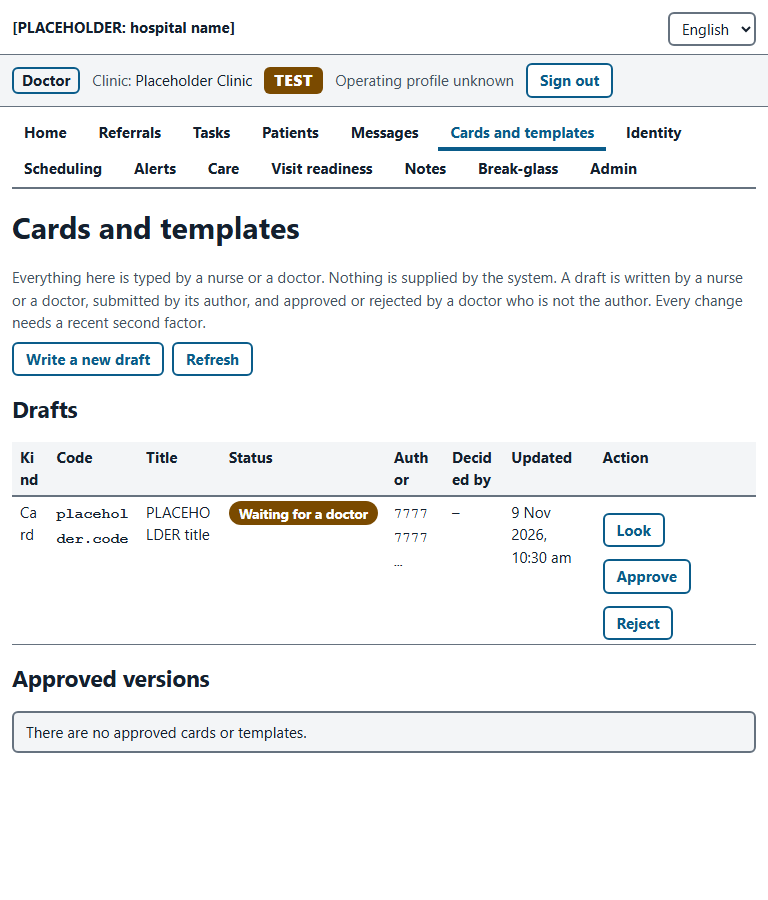 [PLACEHOLDER: hospital name]
English
Doctor Clinic: Placeholder Clinic TEST Operating profile unknown Sign out
Home Referrals Tasks Patients Messages Cards and templates Identity
Scheduling Alerts Care Visit readiness Notes Break-glass Admin
Cards and templates
Everything here is typed by a nurse or a doctor. Nothing is supplied by the system. A draft is written by a nurse
or a doctor, submitted by its author, and approved or rejected by a doctor who is not the author. Every change
needs a recent second factor.
Write a new draft Refresh
Drafts
Ki Code Title Status Auth Decid Updated Action
nd or ed by
Ca placehol PLACEHO Waiting for a doctor 7777 – 9 Nov
rd der.code LDER title 7777 2026,
... 10:30 am
Look
Approve
Reject
Approved versions
There are no approved cards or templates.